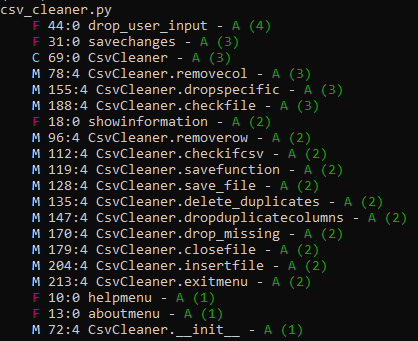 csv_cleaner.py
F 44:0 drop_user_input - A (4)
F 31:0 savechanges - A (3)
C 69:0 CsvCleaner - A (3)
M 78:4 CsvCleaner.removecol - A (3)
M 155:4 CsvCleaner.dropspecific - A (3)
M 188:4 CsvCleaner.checkfile - A (3)
F 18:0 showinformation - A (2)
M 96:4 CsvCleaner.removerow - A (2)
M 112:4 CsvCleaner.checkifcsv - A (2)
M 119:4 CsvCleaner.savefunction - A (2)
M 128:4 CsvCleaner.save_file - A (2)
M 135:4 CsvCleaner.delete_duplicates - A (2)
M 147:4 CsvCleaner.dropduplicatecolumns - A (2)
M 170:4 CsvCleaner.drop_missing - A (2)
M 179:4 CsvCleaner.closefile - A (2)
M 204:4 CsvCleaner.insertfile - A (2)
M 213:4 CsvCleaner.exitmenu - A (2)
F 10:0 helpmenu - A (1)
F 13:0 aboutmenu - A (1)
M 72:4 CsvCleaner.__init__ - A (1)